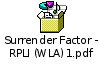 Surrender Factor -
RPLI (WLA) 1.pdf